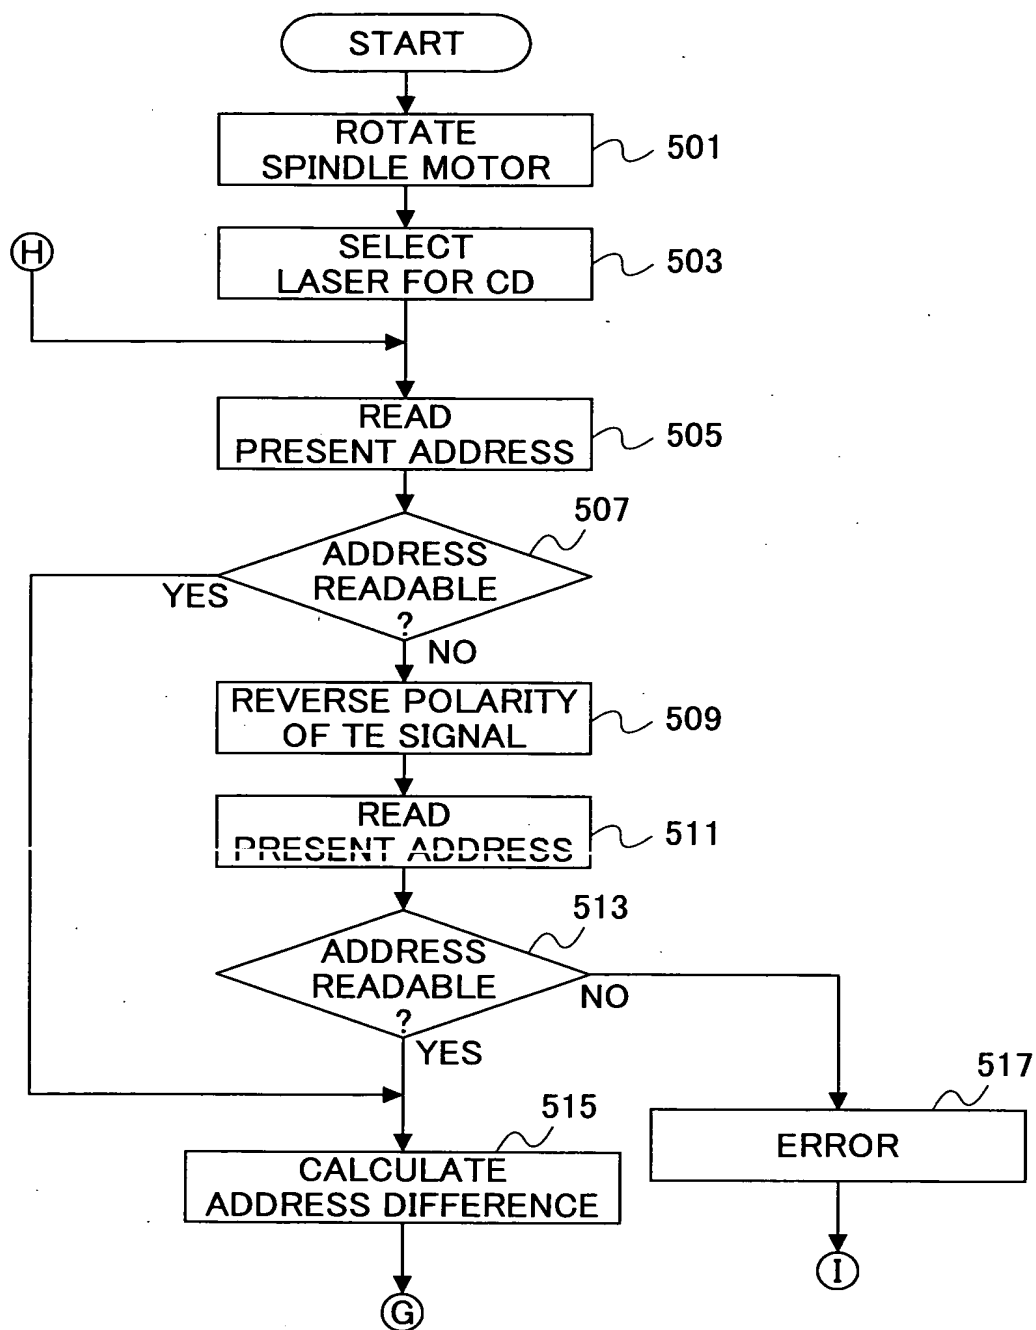 START
ROTATE
SPINDLE MOTOR
501
H
SELECT
LASER FOR CD
503
READ
PRESENT ADDRESS
505
507
ADDRESS
READABLE
?
YES
NO
REVERSE POLARITY
OF TE SIGNAL
509
READ
PRESENT ADDRESS
511
513
ADDRESS
READABLE
?
NO
YES
517
ERROR
515
CALCULATE
ADDRESS DIFFERENCE
I
G